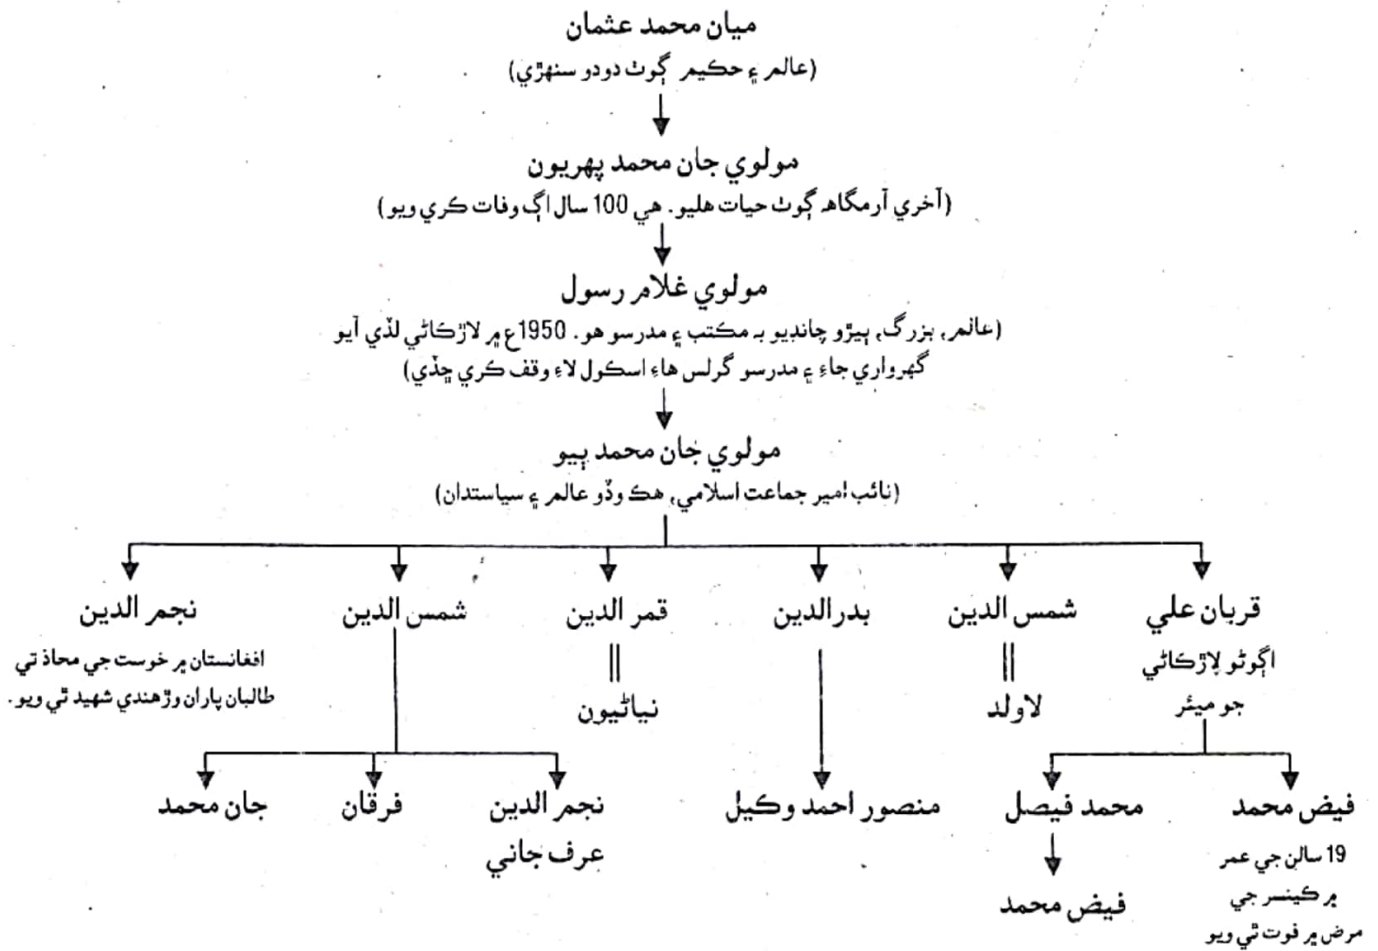 ميان محمد عثمان
(عالم ۽ حڪيم ڳوٺ دودو سنهڙي)
مولوي جان محمد پهريون
(آخري آرمگاهه ڳوٺ حيات هليو. هي 100 سال اڳ وفات ڪري ويو)
مولوي غلام رسول
(عالم، بزرگ، ٻيڙو چانڊيو ۾ مڪتب ۽ مدرسو هو. 1950ع ۾ لاڙڪاڻي لڏي آيو
گهرواري جاءِ ۽ مدرسو گرلس هاءِ اسڪول لاءِ وقف ڪري ڇڏي)
مولوي جان محمد ٻيو
(نائب امير جماعت اسلامي، هڪ وڏو عالم ۽ سياستدان)
قربان علي
شمس الدين
بدرالدين
قمر الدين
شمس الدين
نجم الدين
اڳوڻو لاڙڪاڻي
جو ميئر
لاولد
نياڻيون
افغانستان ۾ خوست جي محاذ تي
طالبان پاران وڙهندي شهيد ٿي ويو.
فيض محمد
محمد فيصل
منصور احمد وڪيل
نجم الدين
عرف جاني
فرقان
جان محمد
19 سالن جي عمر
۾ ڪينسر جي
مرض ۾ فوت ٿي ويو
فيض محمد